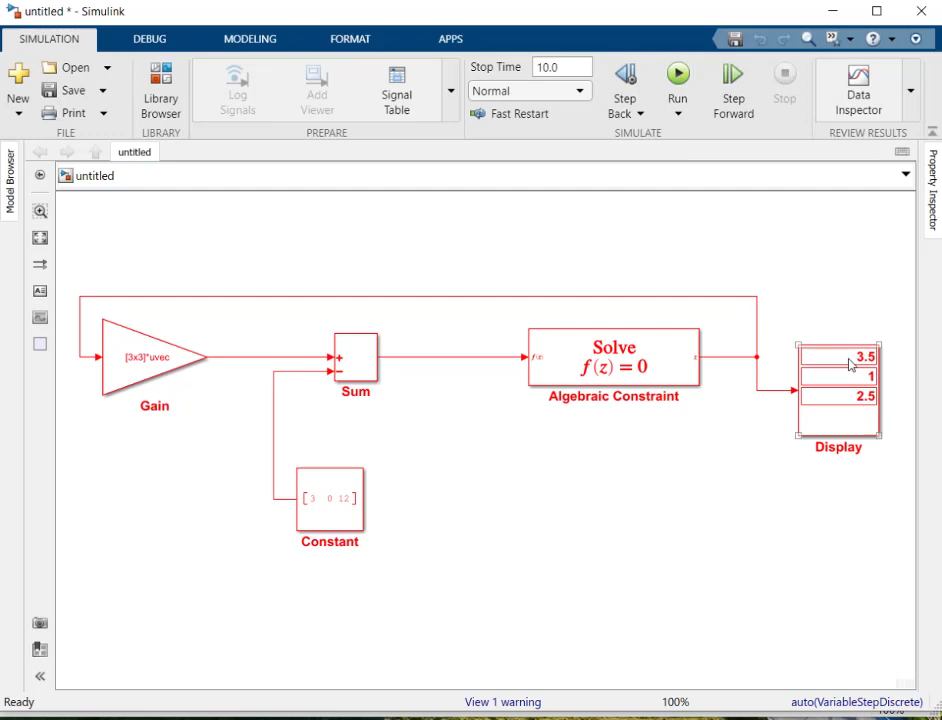 untitled * - Simulink
SIMULATION DEBUG MODELING FORMAT APPS
New
Open
Save
Print
FILE
Library Browser
LIBRARY
Log Signals
Add Viewer
Signal Table
PREPARE
Stop Time 10.0
Normal
Fast Restart
Step Back
Run
Step Forward
Stop
SIMULATE
Data Inspector
REVIEW RESULTS
Model Browser
untitled
untitled
Property Inspector
[3x3]*uvec
Gain
+
−
Sum
f(z)
Solve
f(z) = 0
z
Algebraic Constraint
3.5
1
2.5
Display
[3 0 12]
Constant
Ready View 1 warning 100% auto(VariableStepDiscrete)